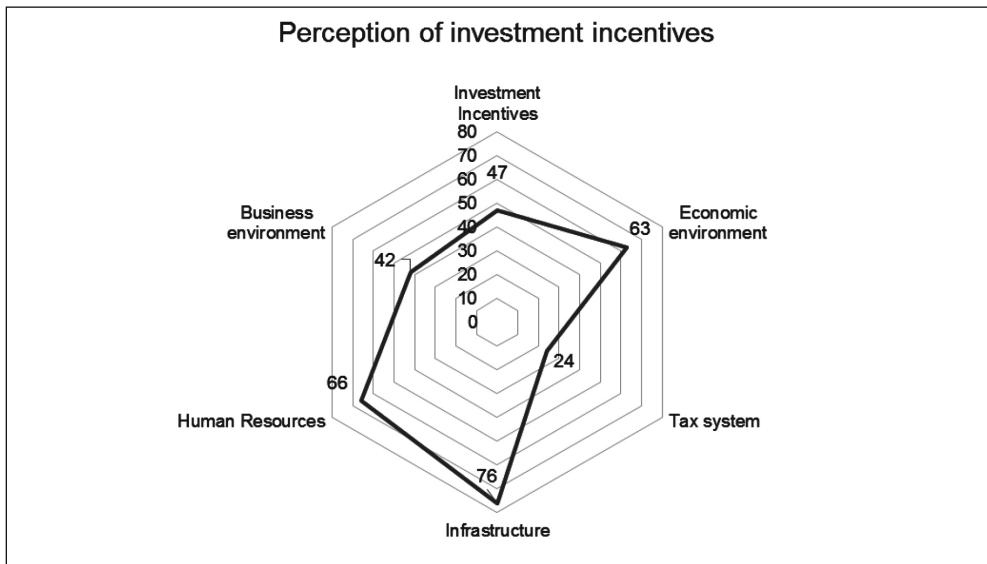 Perception of investment incentives
Investment
Incentives
80
70
60
50
40
30
20
10
0
47
Economic
environment
63
Tax system
24
Infrastructure
76
Human Resources
66
Business
environment
42